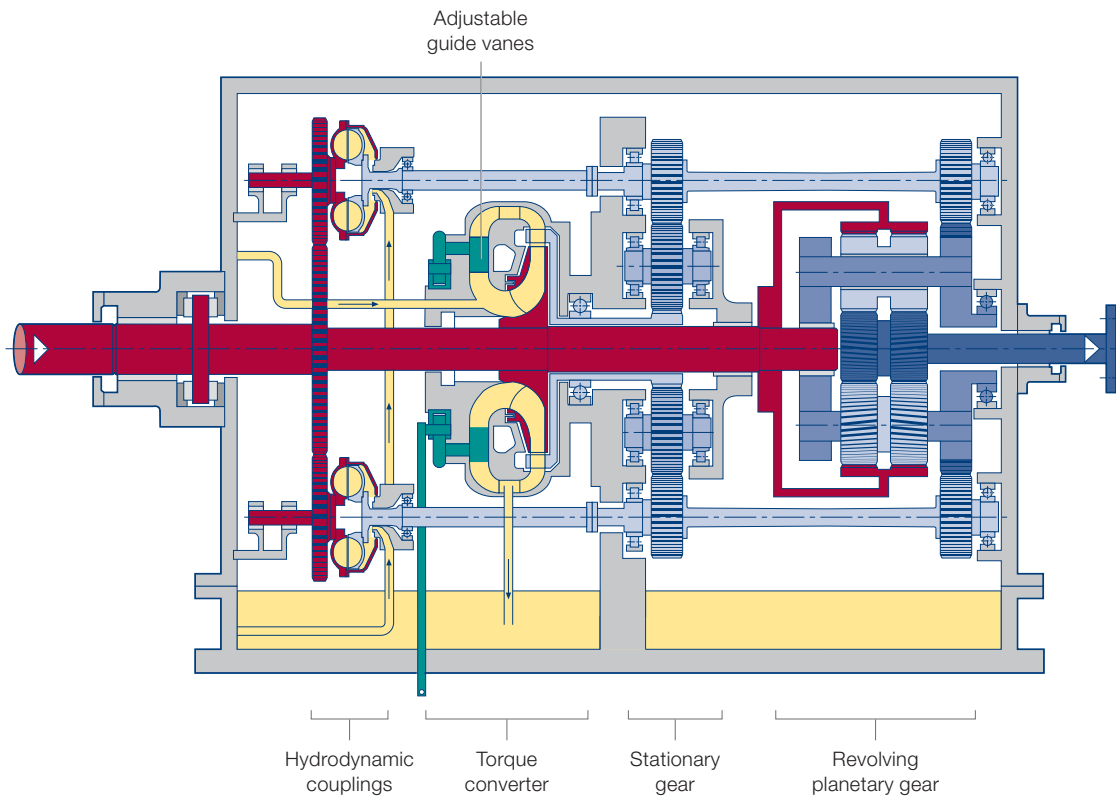 Adjustable
guide vanes
Hydrodynamic
couplings
Torque
converter
Stationary
gear
Revolving
planetary gear